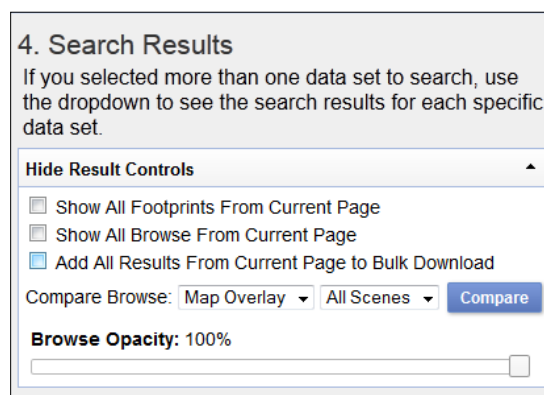 4. Search Results
If you selected more than one data set to search, use
the dropdown to see the search results for each specific
data set.
Hide Result Controls
Show All Footprints From Current Page
Show All Browse From Current Page
Add All Results From Current Page to Bulk Download
Compare Browse: Map Overlay All Scenes Compare
Browse Opacity: 100%